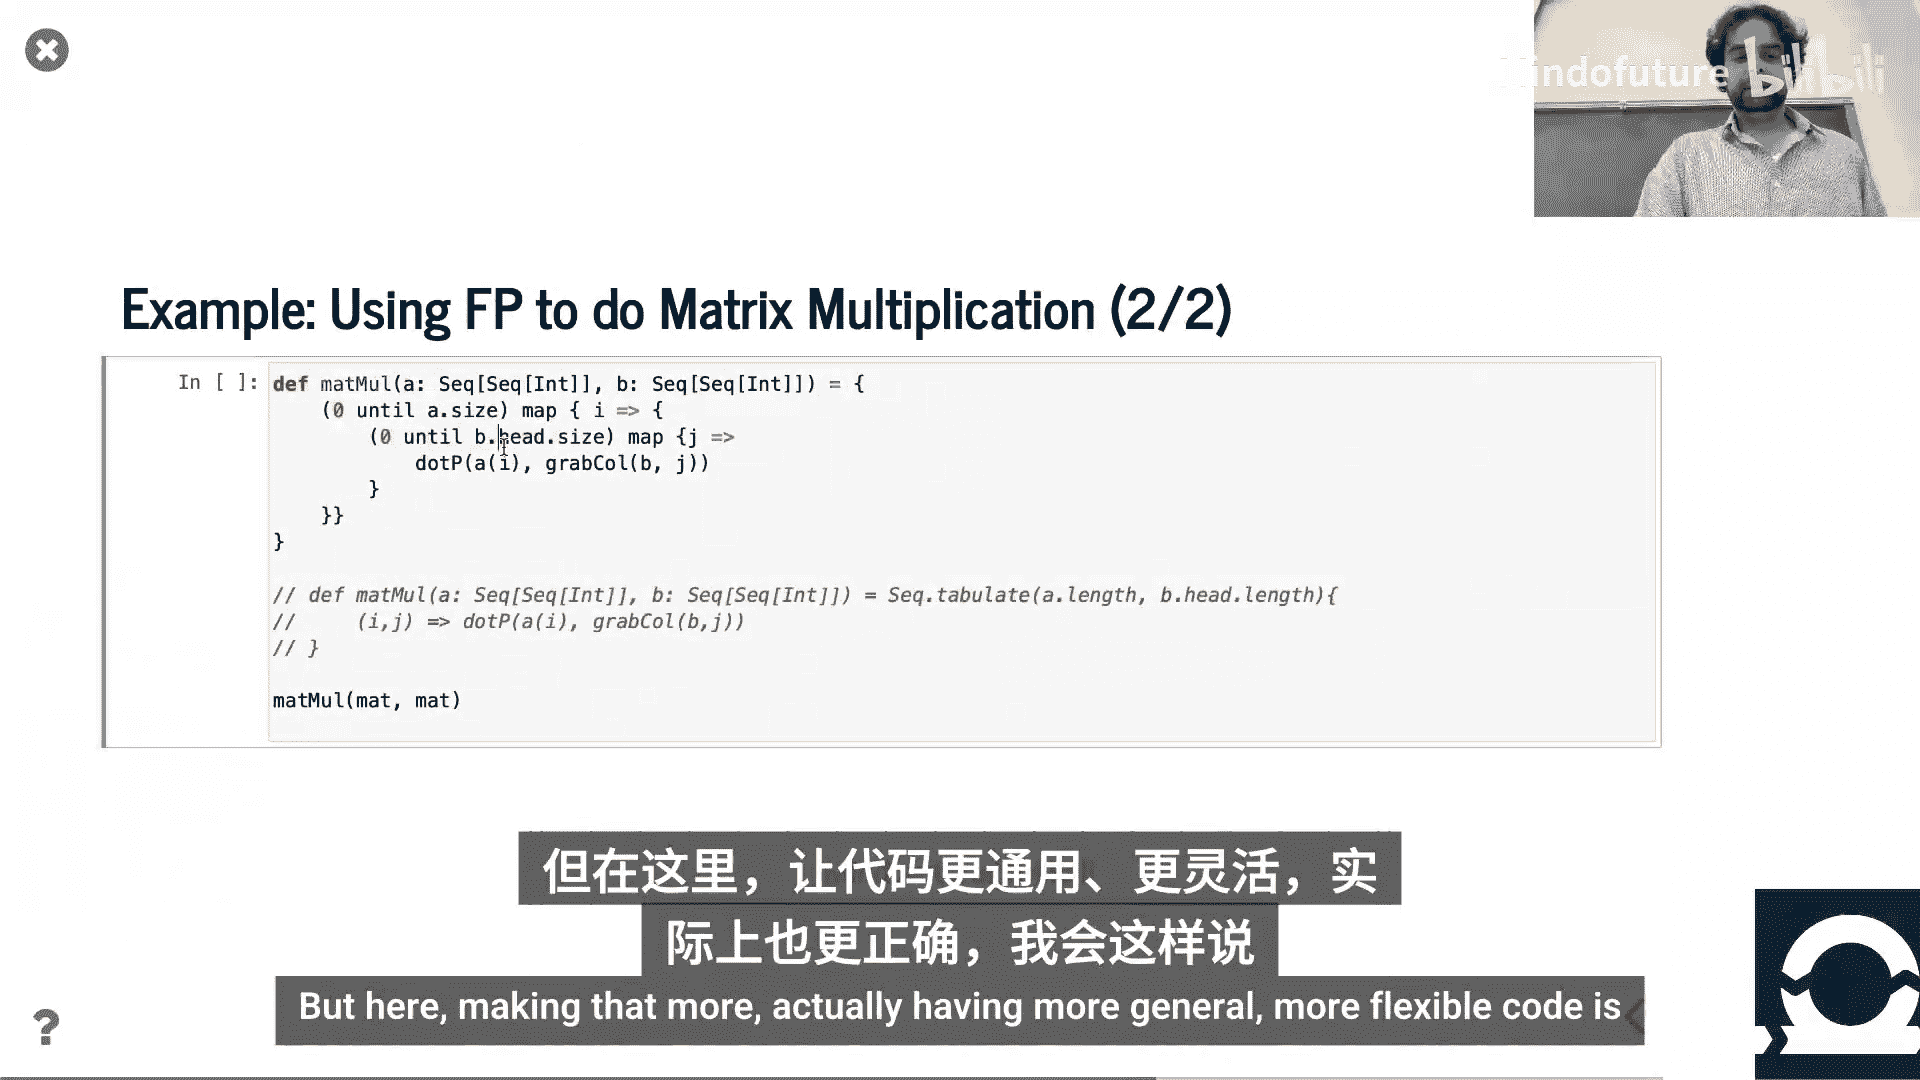 indofuture bilibili
Example: Using FP to do Matrix Multiplication (2/2)
In [ ]: def matMul(a: Seq[Seq[Int]], b: Seq[Seq[Int]]) = {
(0 until a.size) map { i => {
(0 until b.head.size) map {j =>
dotP(a(i), grabCol(b, j))
}
}}
}
// def matMul(a: Seq[Seq[Int]], b: Seq[Seq[Int]]) = Seq.tabulate(a.length, b.head.length){
//     (i,j) => dotP(a(i), grabCol(b,j))
// }
matMul(mat, mat)
但在这里，让代码更通用、更灵活，实
际上也更正确，我会这样说
But here, making that more, actually having more general, more flexible code is
?